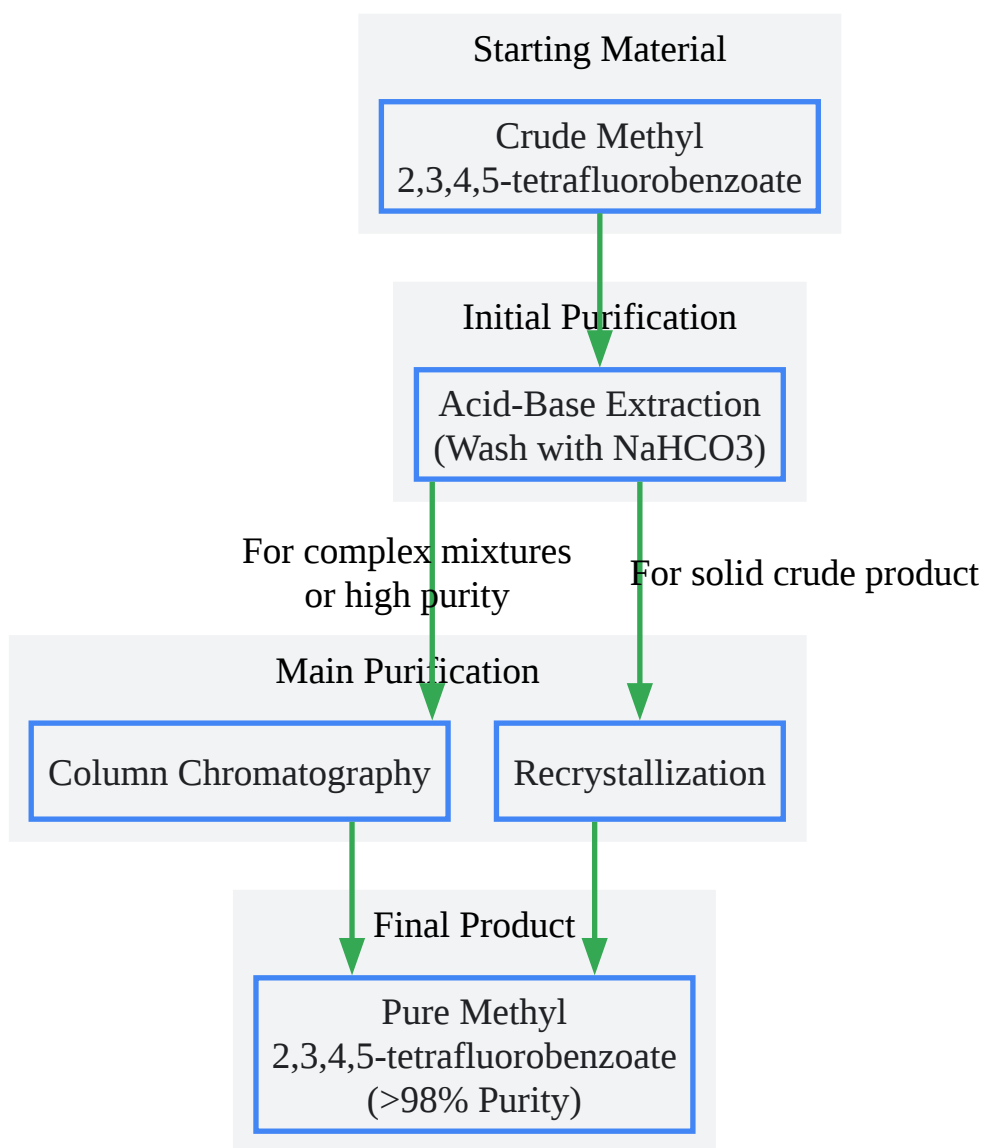 Starting Material
Crude Methyl
2,3,4,5-tetrafluorobenzoate
Initial Purification
Acid-Base Extraction
(Wash with NaHCO3)
For complex mixtures
or high purity
For solid crude product
Main Purification
Column Chromatography
Recrystallization
Final Product
Pure Methyl
2,3,4,5-tetrafluorobenzoate
(>98% Purity)